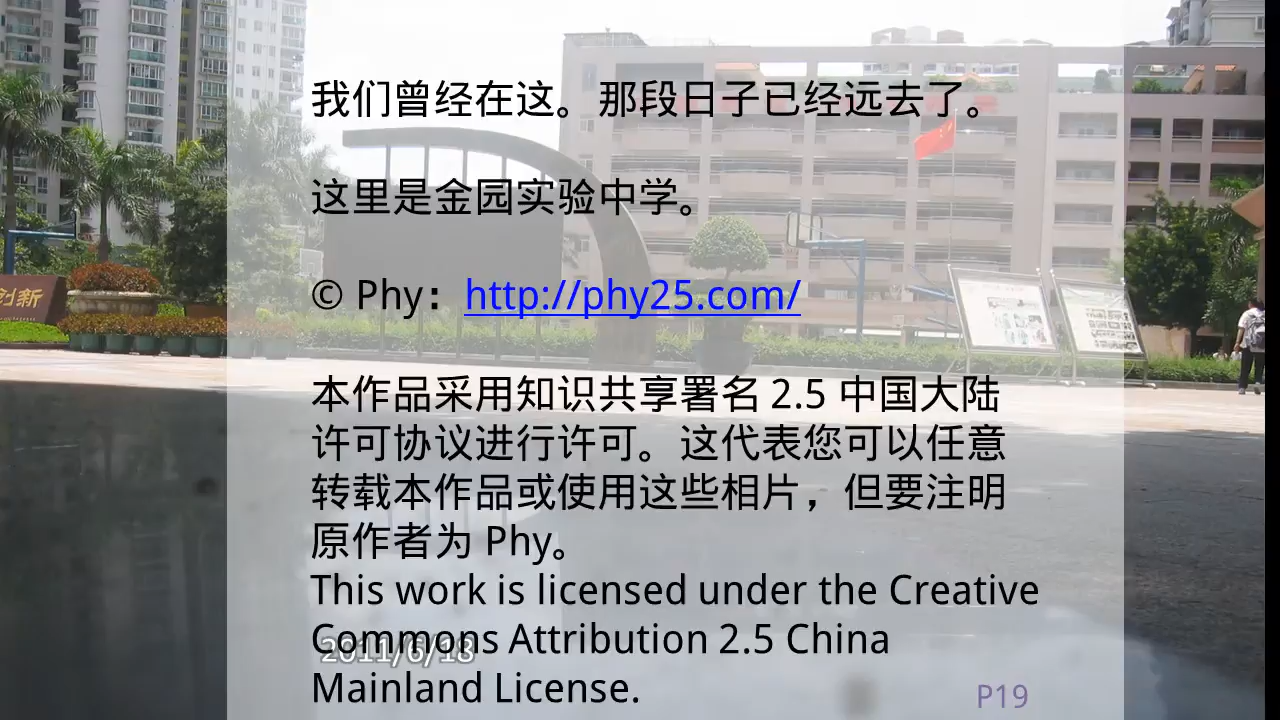 我们曾经在这。那段日子已经远去了。
这里是金园实验中学。
© Phy：http://phy25.com/
本作品采用知识共享署名 2.5 中国大陆
许可协议进行许可。这代表您可以任意
转载本作品或使用这些相片，但要注明
原作者为 Phy。
This work is licensed under the Creative
Commons Attribution 2.5 China
Mainland License.
2011/6/18
P19
创新